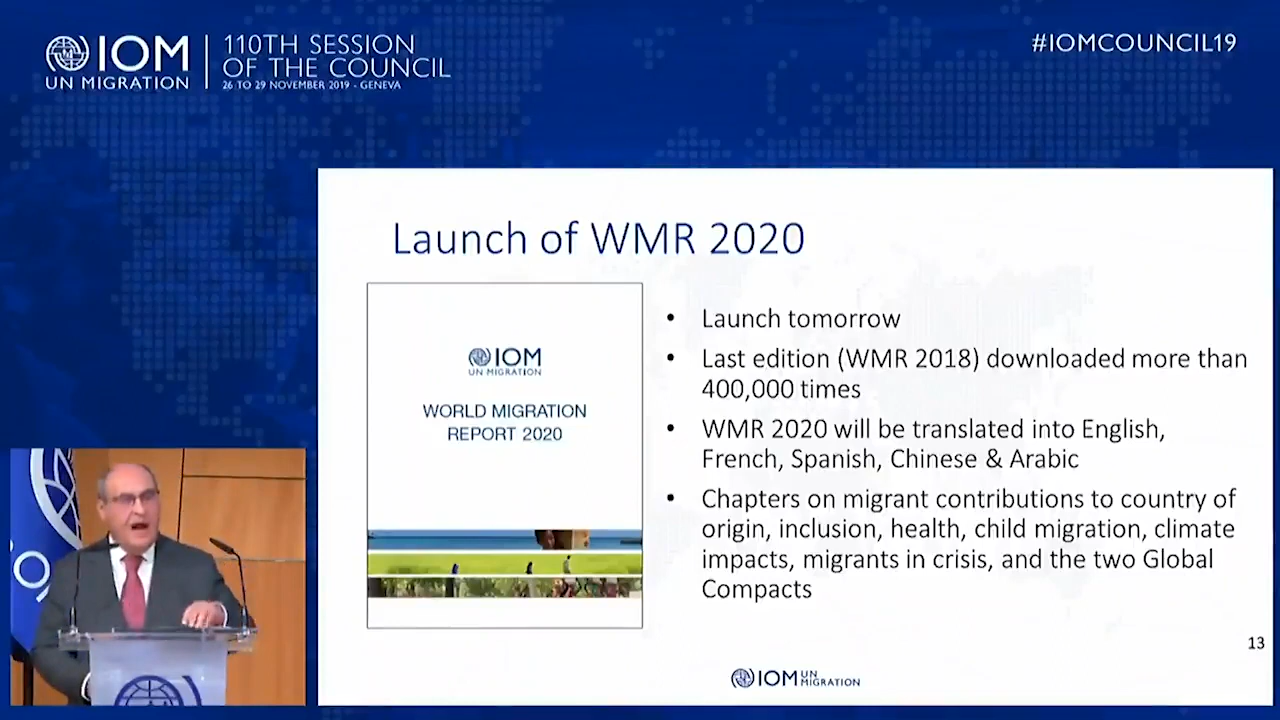 IOM
UN MIGRATION
110TH SESSION
OF THE COUNCIL
26 TO 29 NOVEMBER 2019 - GENEVA
#IOMCOUNCIL19
Launch of WMR 2020
IOM
UN MIGRATION
WORLD MIGRATION
REPORT 2020
• Launch tomorrow
• Last edition (WMR 2018) downloaded more than
400,000 times
• WMR 2020 will be translated into English,
French, Spanish, Chinese & Arabic
• Chapters on migrant contributions to country of
origin, inclusion, health, child migration, climate
impacts, migrants in crisis, and the two Global
Compacts
13
IOM UN
MIGRATION